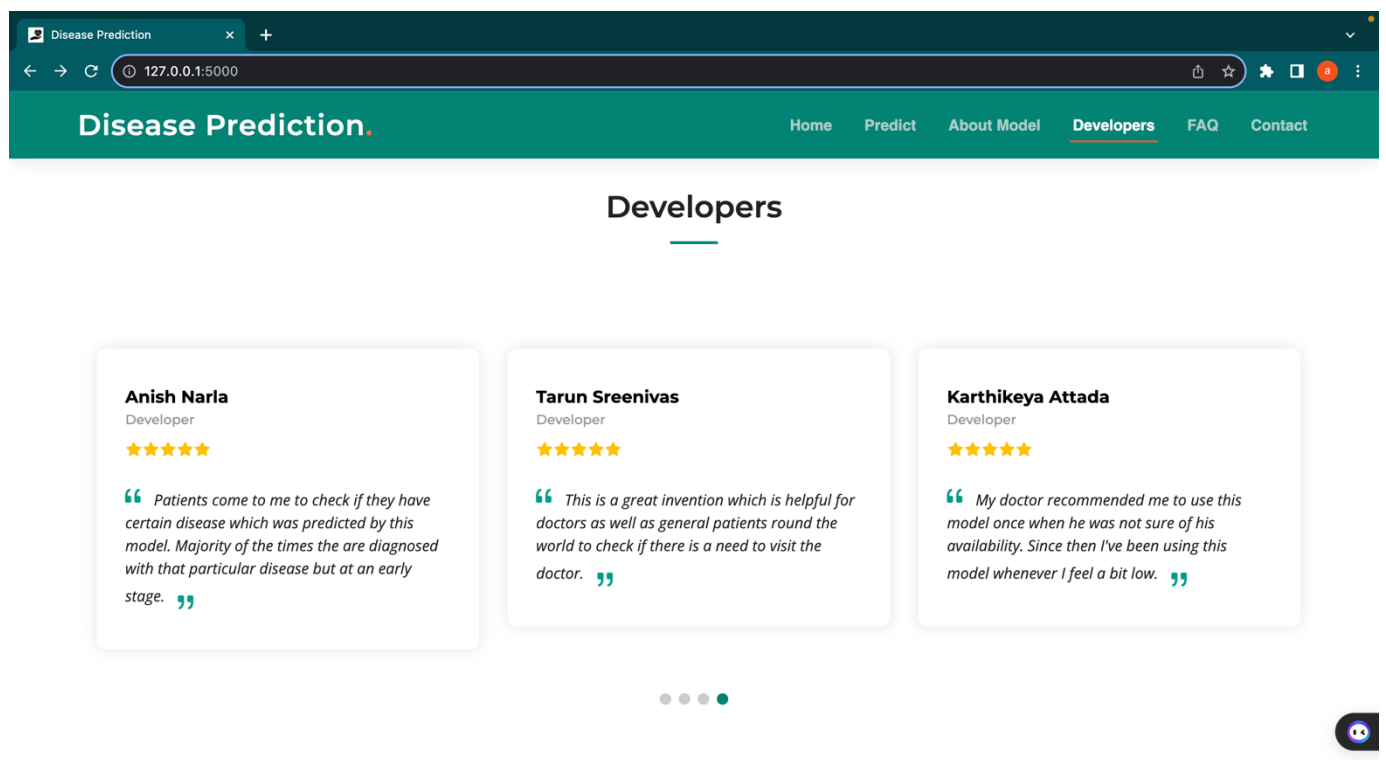 Disease Prediction
127.0.0.1:5000
a
Disease Prediction.
Home Predict About Model Developers FAQ Contact
Developers
Anish Narla
Developer
“ Patients come to me to check if they have
certain disease which was predicted by this
model. Majority of the times the are diagnosed
with that particular disease but at an early
stage. ”
Tarun Sreenivas
Developer
“ This is a great invention which is helpful for
doctors as well as general patients round the
world to check if there is a need to visit the
doctor. ”
Karthikeya Attada
Developer
“ My doctor recommended me to use this
model once when he was not sure of his
availability. Since then I've been using this
model whenever I feel a bit low. ”